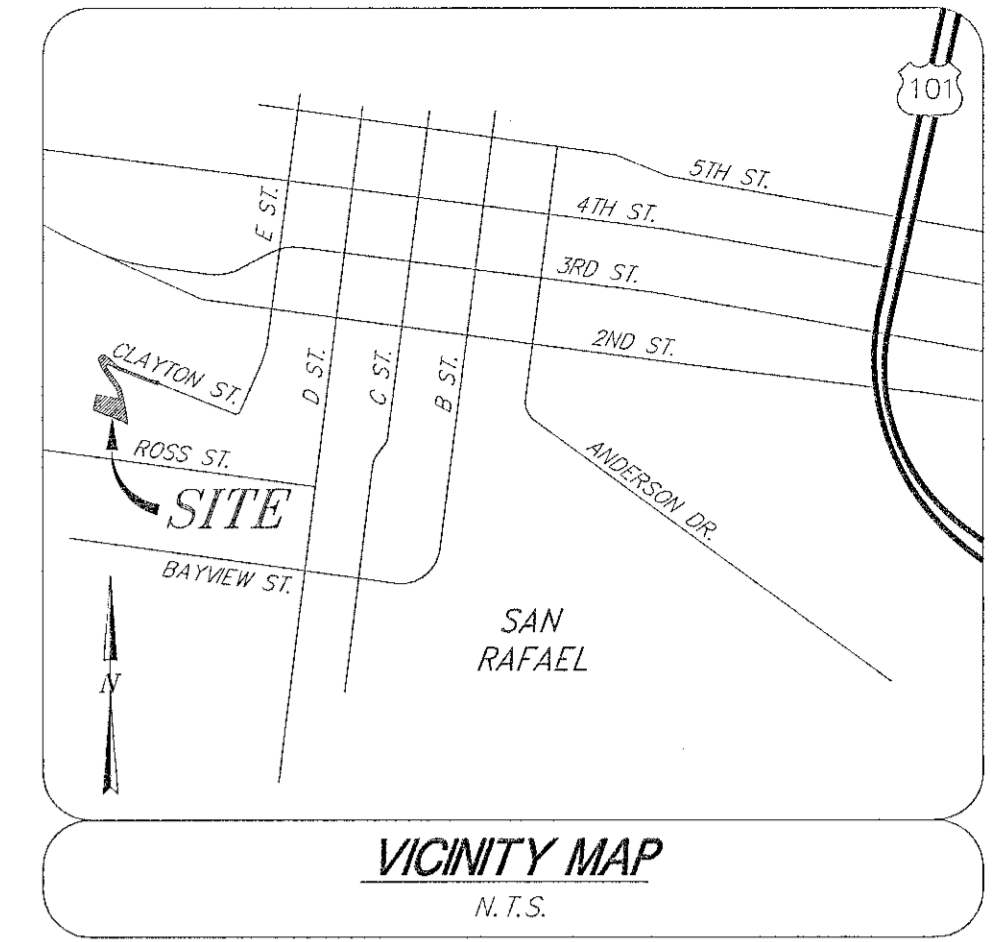 101
5TH ST.
4TH ST.
E ST.
3RD ST.
2ND ST.
CLAYTON ST.
D ST.
C ST.
B ST.
ROSS ST.
ANDERSON DR.
SITE
BAYVIEW ST.
SAN
RAFAEL
N
VICINITY MAP
N.T.S.